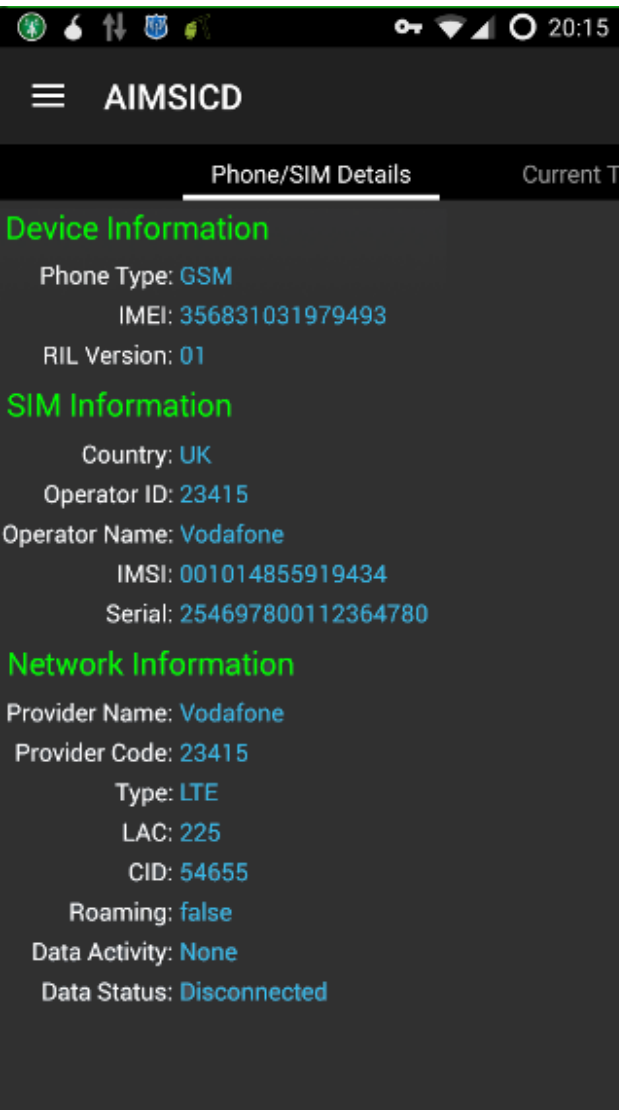 20:15
AIMSICD
Phone/SIM Details Current T
Device Information
Phone Type: GSM
IMEI: 356831031979493
RIL Version: 01
SIM Information
Country: UK
Operator ID: 23415
Operator Name: Vodafone
IMSI: 001014855919434
Serial: 254697800112364780
Network Information
Provider Name: Vodafone
Provider Code: 23415
Type: LTE
LAC: 225
CID: 54655
Roaming: false
Data Activity: None
Data Status: Disconnected